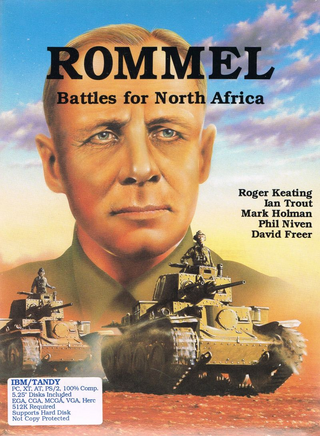 ROMMEL
Battles for North Africa
Roger Keating
Ian Trout
Mark Holman
Phil Niven
David Freer
IBM/TANDY
PC, XT, AT, PS/2, 100% Comp.
5.25" Disks Included
EGA, CGA, MCGA, VGA, Herc
512K Required
Supports Hard Disk
Not Copy Protected